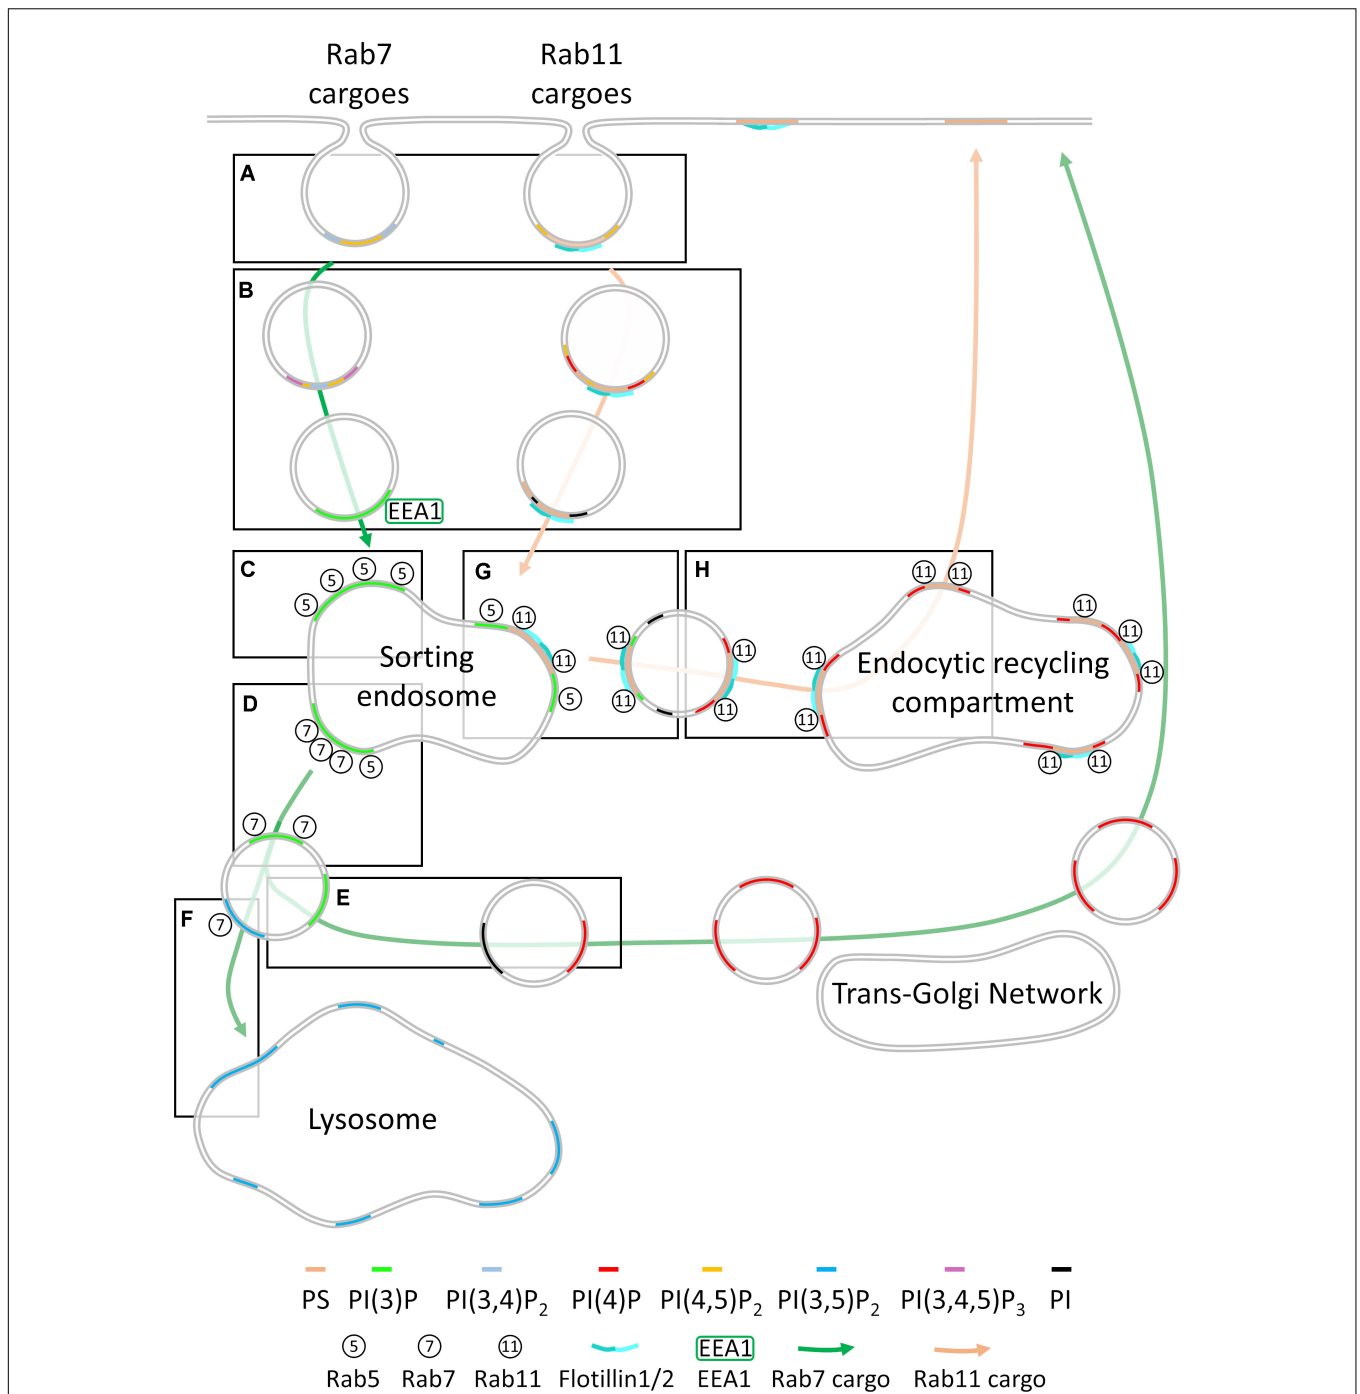 Rab7
cargoes
Rab11
cargoes
A
B
EEA1
C
5
5
5
5
G
5
11
11
5
H
11
11
11
11
11
11
11
11
11
11
11
11
11
Sorting
endosome
Endocytic recycling
compartment
D
7
7
7
5
7
7
E
F
7
Trans-Golgi Network
Lysosome
PS PI(3)P PI(3,4)P2 PI(4)P PI(4,5)P2 PI(3,5)P2 PI(3,4,5)P3 PI
5 7 11 EEA1
Rab5 Rab7 Rab11 Flotillin1/2 EEA1 Rab7 cargo Rab11 cargo